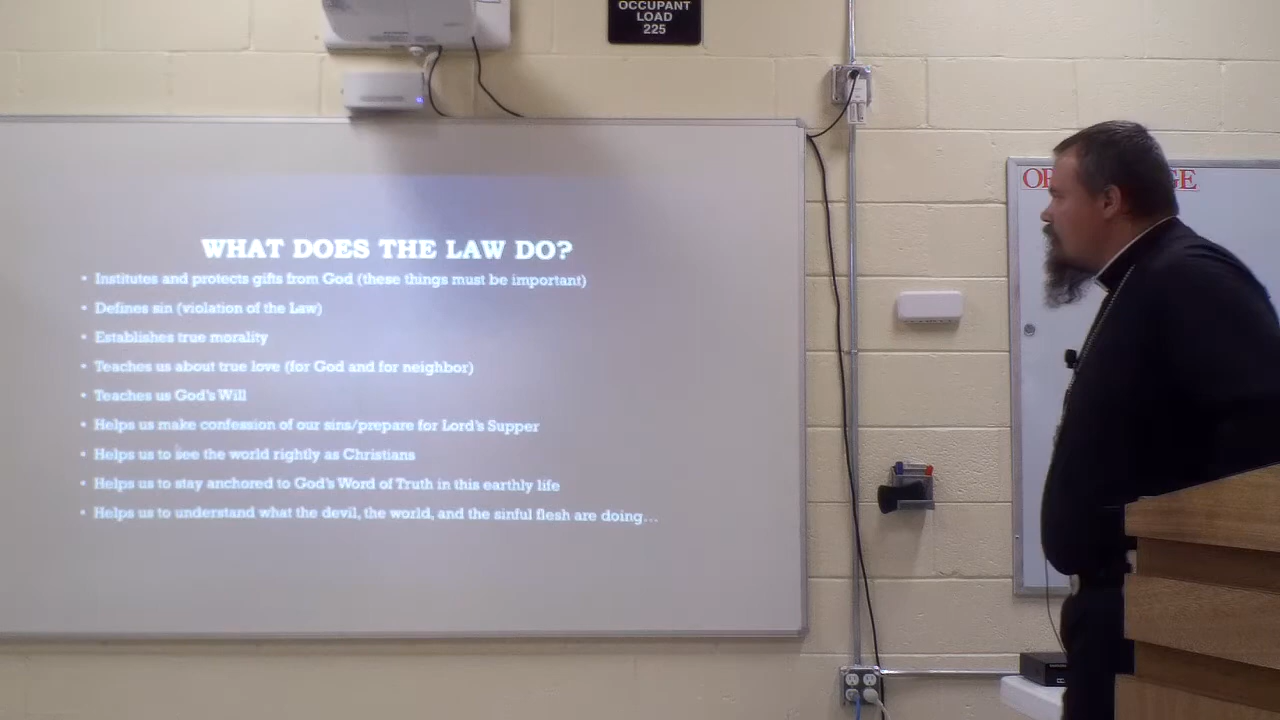 OCCUPANT
LOAD
225
WHAT DOES THE LAW DO?
• Institutes and protects gifts from God (these things must be important)
• Defines sin (violation of the Law)
• Establishes true morality
• Teaches us about true love (for God and for neighbor)
• Teaches us God's Will
• Helps us make confession of our sins/prepare for Lord's Supper
• Helps us to see the world rightly as Christians
• Helps us to stay anchored to God's Word of Truth in this earthly life
• Helps us to understand what the devil, the world, and the sinful flesh are doing...